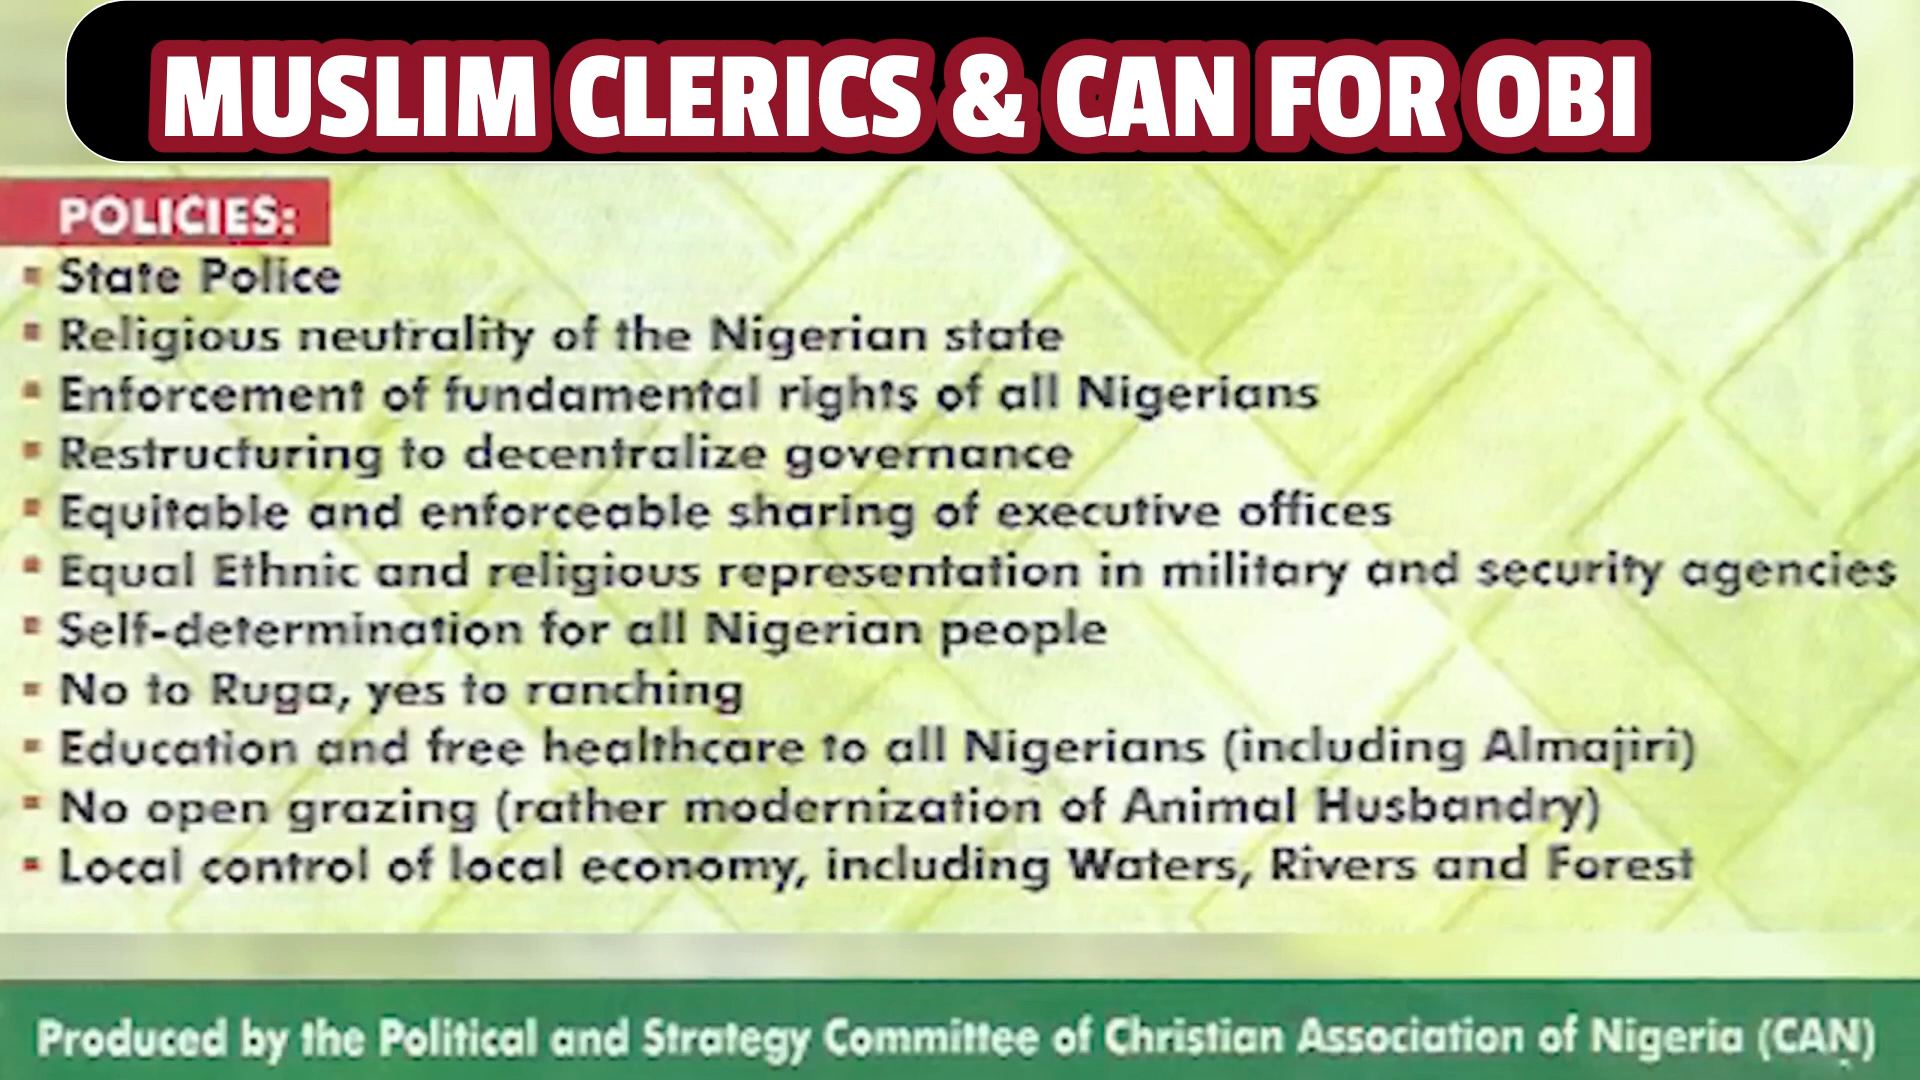 MUSLIM CLERICS & CAN FOR OBI
POLICIES:
▪ State Police
▪ Religious neutrality of the Nigerian state
▪ Enforcement of fundamental rights of all Nigerians
▪ Restructuring to decentralize governance
▪ Equitable and enforceable sharing of executive offices
▪ Equal Ethnic and religious representation in military and security agencies
▪ Self-determination for all Nigerian people
▪ No to Ruga, yes to ranching
▪ Education and free healthcare to all Nigerians (including Almajiri)
▪ No open grazing (rather modernization of Animal Husbandry)
▪ Local control of local economy, including Waters, Rivers and Forest
Produced by the Political and Strategy Committee of Christian Association of Nigeria (CAN)